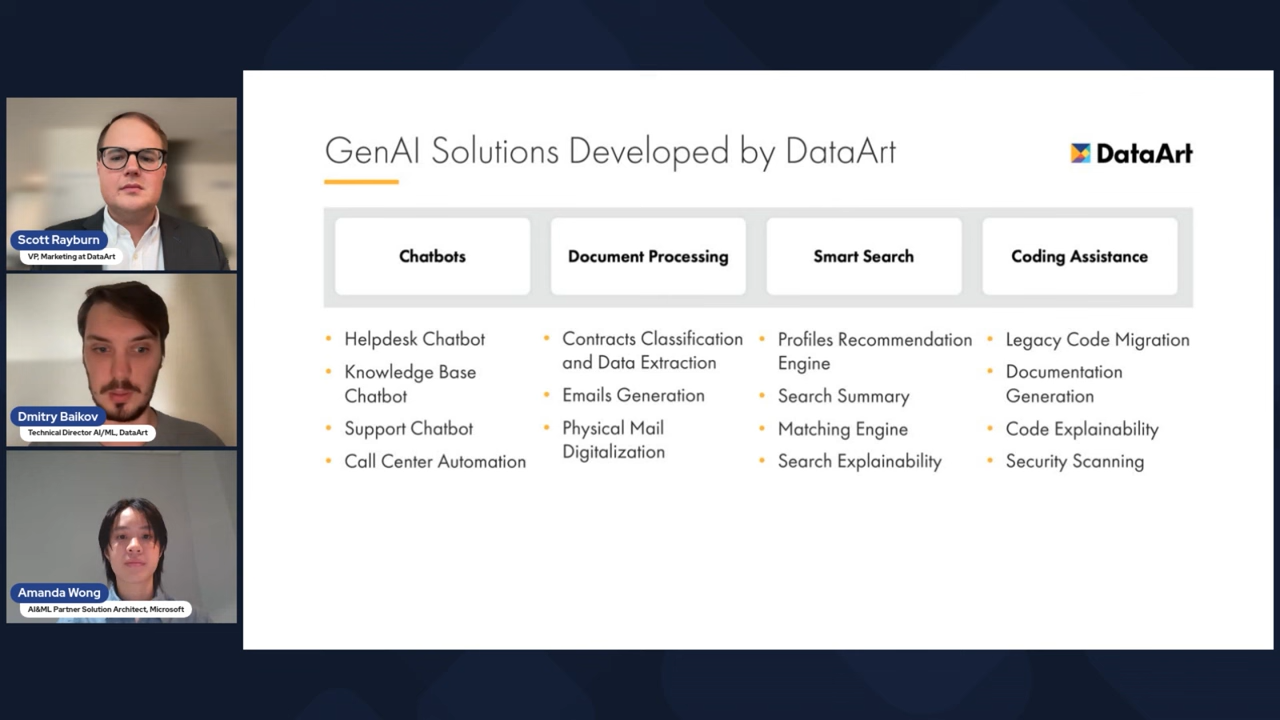 Scott Rayburn
VP, Marketing at DataArt
Dmitry Baikov
Technical Director AI/ML, DataArt
Amanda Wong
AI&ML Partner Solution Architect, Microsoft
GenAI Solutions Developed by DataArt
DataArt
Chatbots
• Helpdesk Chatbot
• Knowledge Base
Chatbot
• Support Chatbot
• Call Center Automation
Document Processing
• Contracts Classification
and Data Extraction
• Emails Generation
• Physical Mail
Digitalization
Smart Search
• Profiles Recommendation
Engine
• Search Summary
• Matching Engine
• Search Explainability
Coding Assistance
• Legacy Code Migration
• Documentation
Generation
• Code Explainability
• Security Scanning